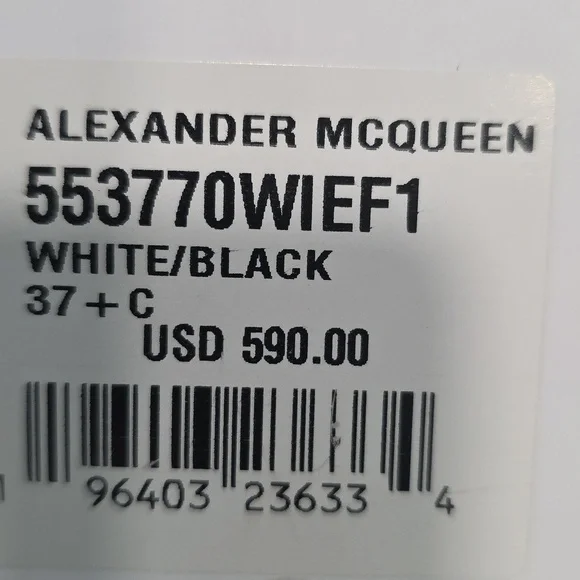 ALEXANDER MCQUEEN
553770WIEF1
WHITE/BLACK
37+C
USD 590.00
96403 23633 4